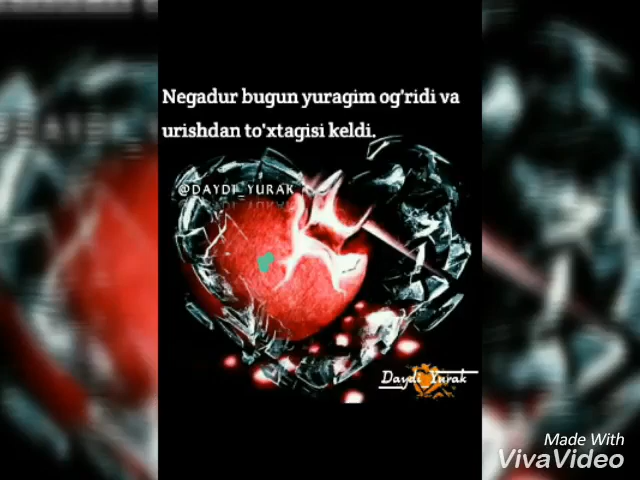 Negadur bugun yuragim og'ridi va
urishdan to'xtagisi keldi.
@DAYDI_YURAK
Daydi Yurak
Made With
VivaVideo